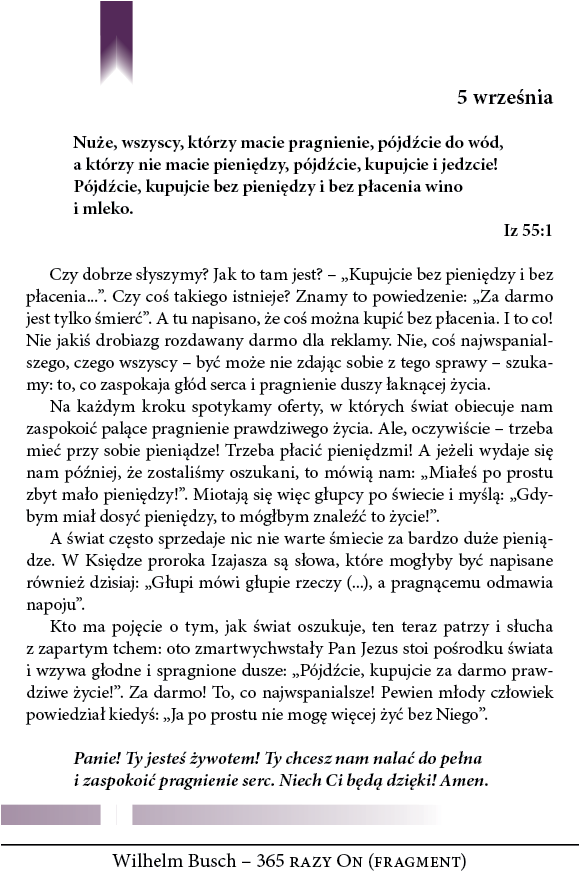 5 września
Nuże, wszyscy, którzy macie pragnienie, pójdźcie do wód,
a którzy nie macie pieniędzy, pójdźcie, kupujcie i jedzcie!
Pójdźcie, kupujcie bez pieniędzy i bez płacenia wino
i mleko.
Iz 55:1
Czy dobrze słyszymy? Jak to tam jest? – „Kupujcie bez pieniędzy i bez
płacenia...”. Czy coś takiego istnieje? Znamy to powiedzenie: „Za darmo
jest tylko śmierć”. A tu napisano, że coś można kupić bez płacenia. I to co!
Nie jakiś drobiazg rozdawany darmo dla reklamy. Nie, coś najwspanial-
szego, czego wszyscy – być może nie zdając sobie z tego sprawy – szuka-
my: to, co zaspokaja głód serca i pragnienie duszy łaknącej życia.
Na każdym kroku spotykamy oferty, w których świat obiecuje nam
zaspokoić palące pragnienie prawdziwego życia. Ale, oczywiście – trzeba
mieć przy sobie pieniądze! Trzeba płacić pieniędzmi! A jeżeli wydaje się
nam później, że zostaliśmy oszukani, to mówią nam: „Miałeś po prostu
zbyt mało pieniędzy!”. Miotają się więc głupcy po świecie i myślą: „Gdy-
bym miał dosyć pieniędzy, to mógłbym znaleźć to życie!”.
A świat często sprzedaje nic nie warte śmiecie za bardzo duże pienią-
dze. W Księdze proroka Izajasza są słowa, które mogłyby być napisane
również dzisiaj: „Głupi mówi głupie rzeczy (...), a pragnącemu odmawia
napoju”.
Kto ma pojęcie o tym, jak świat oszukuje, ten teraz patrzy i słucha
z zapartym tchem: oto zmartwychwstały Pan Jezus stoi pośrodku świata
i wzywa głodne i spragnione dusze: „Pójdźcie, kupujcie za darmo praw-
dziwe życie!”. Za darmo! To, co najwspanialsze! Pewien młody człowiek
powiedział kiedyś: „Ja po prostu nie mogę więcej żyć bez Niego”.
Panie! Ty jesteś żywotem! Ty chcesz nam nalać do pełna
i zaspokoić pragnienie serc. Niech Ci będą dzięki! Amen.
Wilhelm Busch – 365 razy On (fragment)